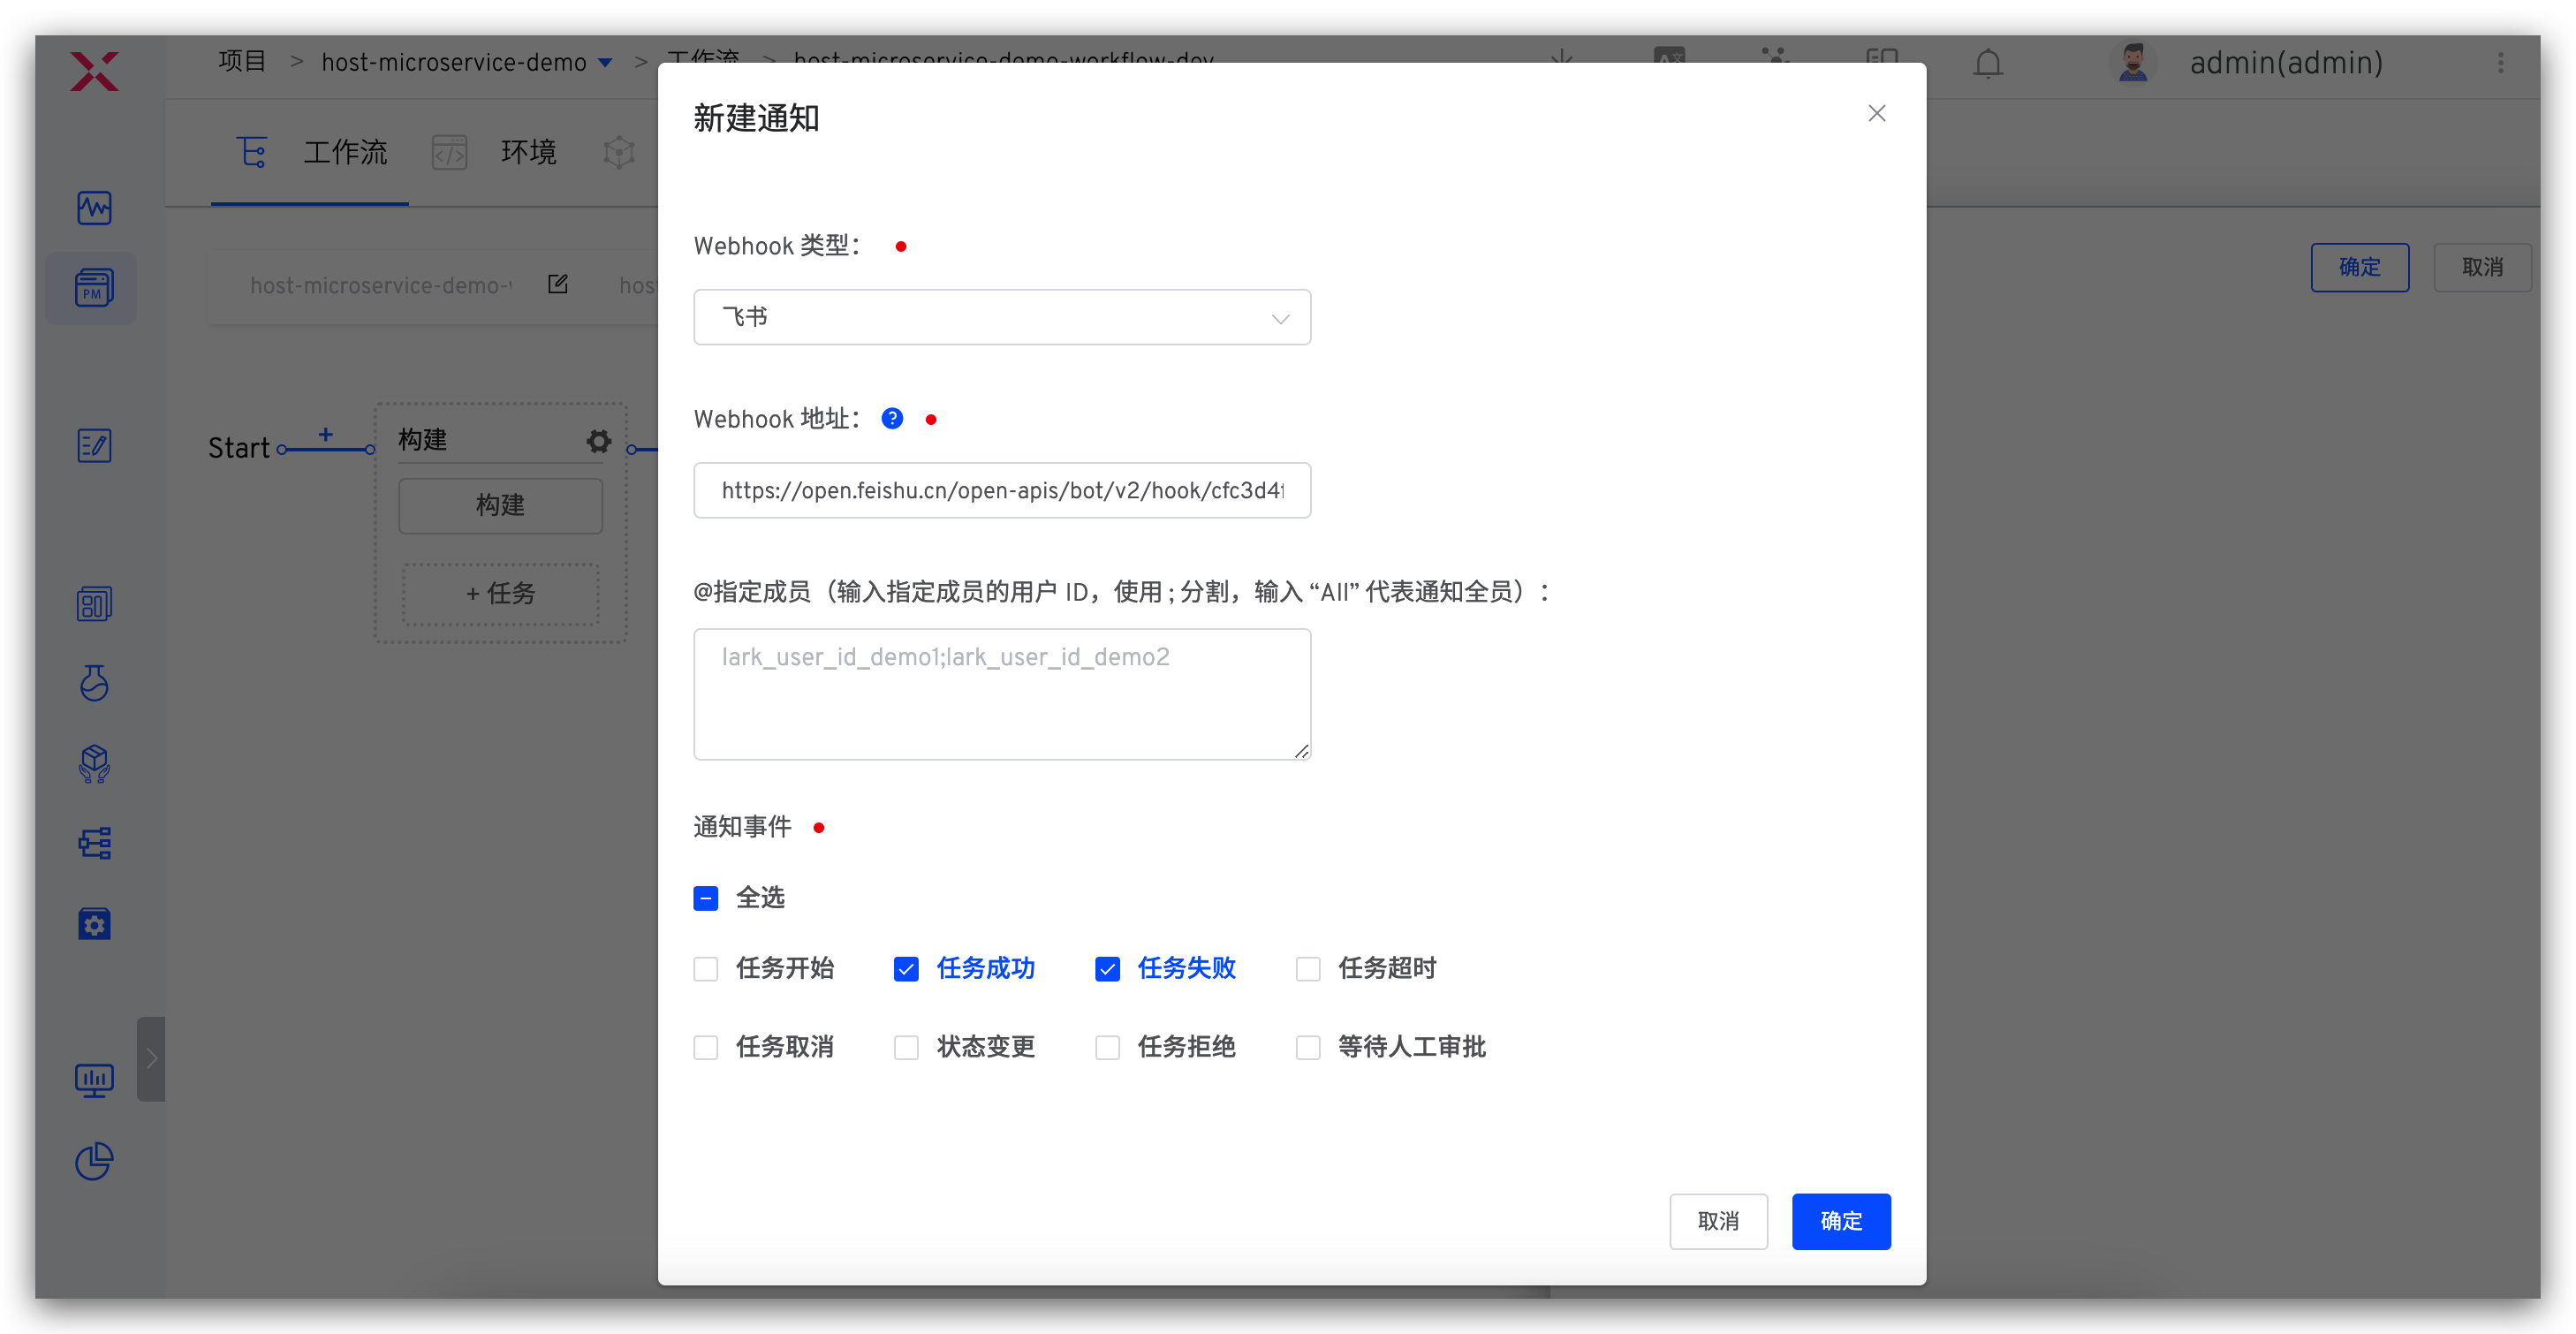 项目 > host-microservice-demo > 工作流 > host-microservice-demo-workflow-dev
admin(admin)
工作流
环境
host-microservice-demo-
host
确定
取消
Start
+
构建
构建
+ 任务
PM
新建通知
Webhook 类型：
飞书
Webhook 地址：
https://open.feishu.cn/open-apis/bot/v2/hook/cfc3d4f
@指定成员（输入指定成员的用户 ID，使用 ; 分割，输入 “All” 代表通知全员）：
lark_user_id_demo1;lark_user_id_demo2
通知事件
全选
任务开始 任务成功 任务失败 任务超时
任务取消 状态变更 任务拒绝 等待人工审批
取消
确定